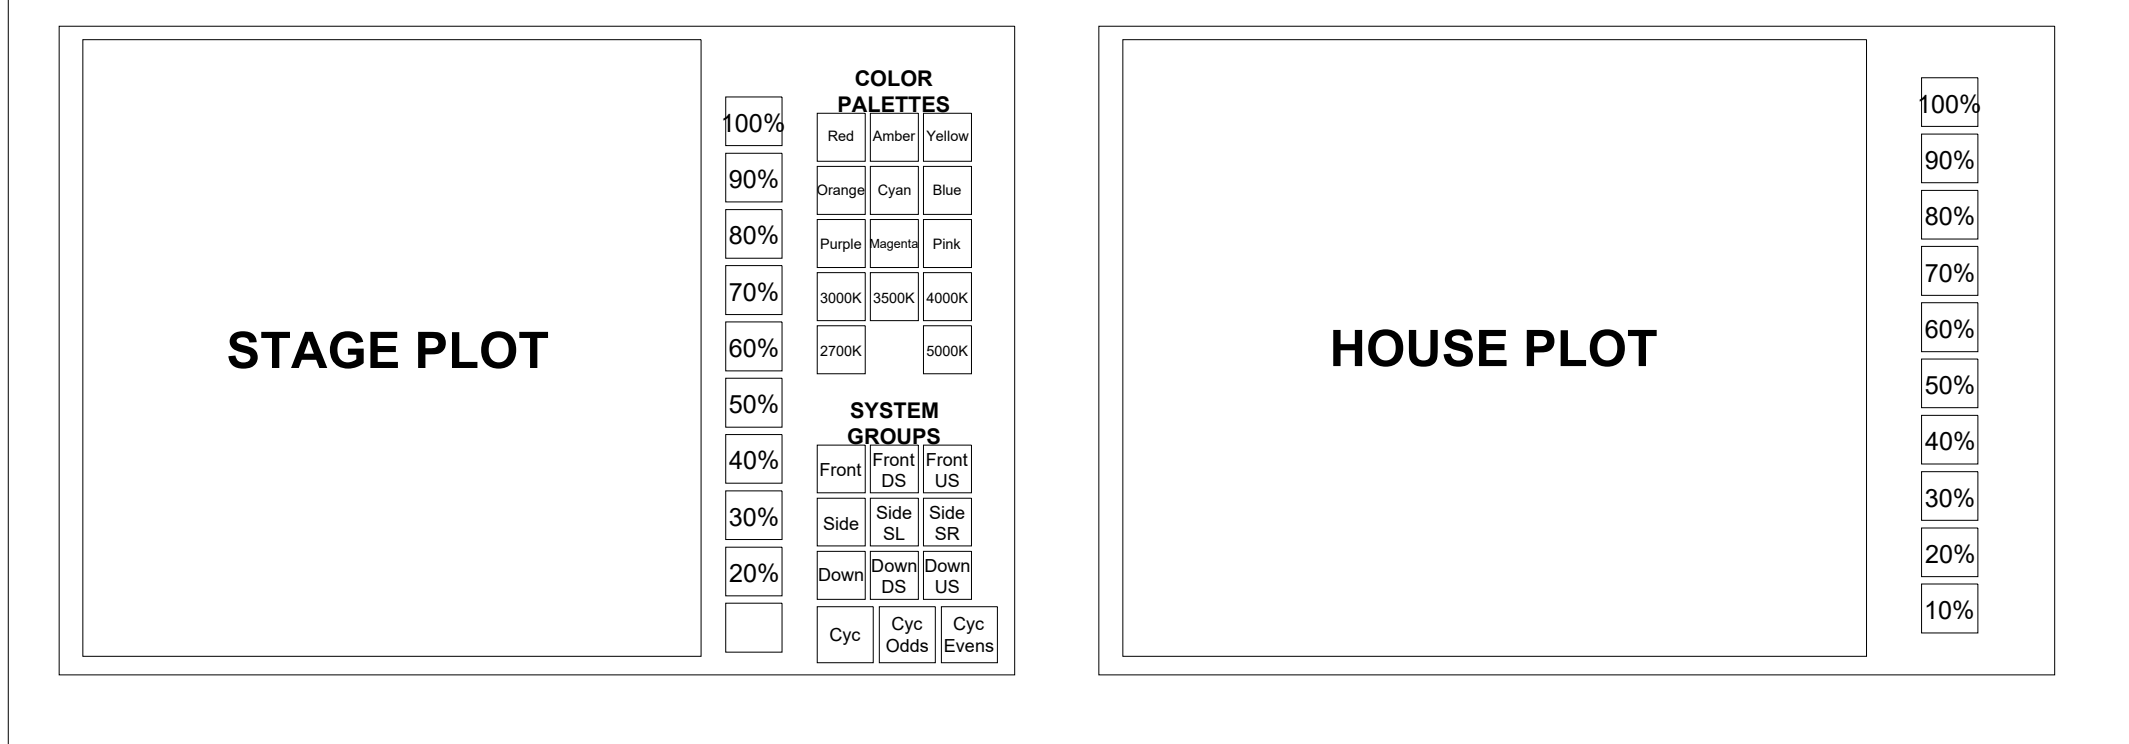 STAGE PLOT
100%
90%
80%
70%
60%
50%
40%
30%
20%
COLOR
PALETTES
Red Amber Yellow
Orange Cyan Blue
Purple Magenta Pink
3000K 3500K 4000K
2700K 5000K
SYSTEM
GROUPS
Front
Front
DS
Front
US
Side
Side
SL
Side
SR
Down
Down
DS
Down
US
Cyc
Cyc
Odds
Cyc
Evens
HOUSE PLOT
100%
90%
80%
70%
60%
50%
40%
30%
20%
10%